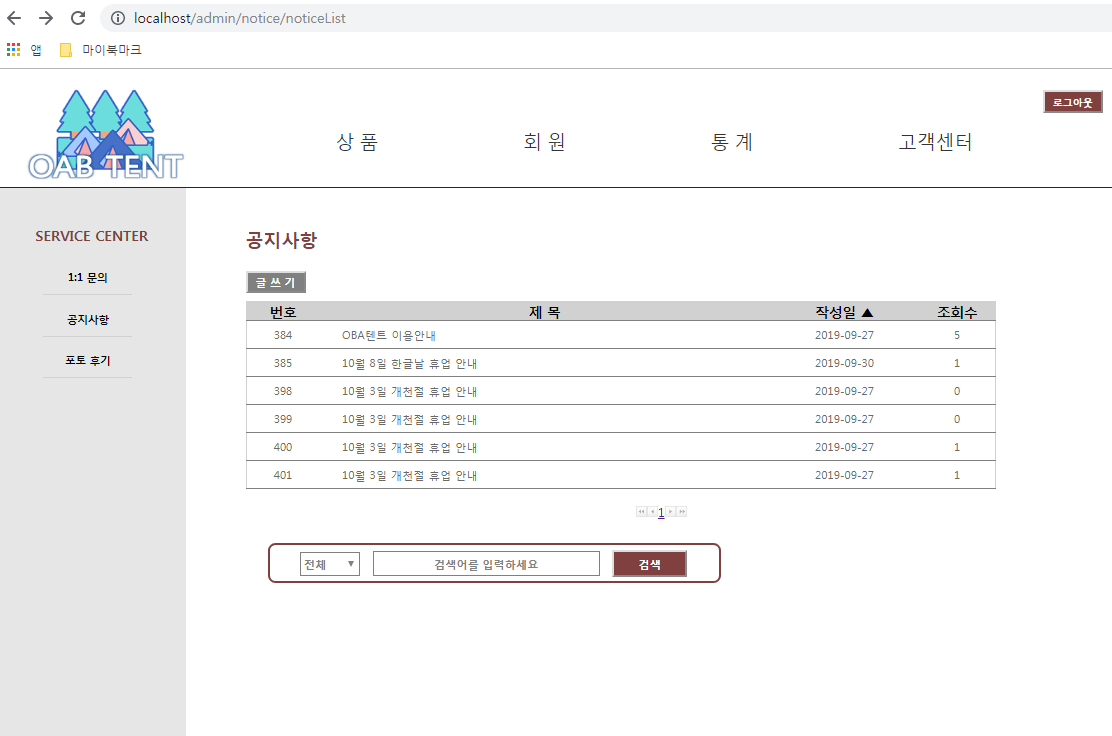 localhost/admin/notice/noticeList
앱 마이북마크
로그아웃
OAB TENT
상 품 회 원 통 계 고객센터
SERVICE CENTER
1:1 문의
공지사항
포토 후기
공지사항
글 쓰 기
번호 제 목 작성일 ▲ 조회수
384 OBA텐트 이용안내 2019-09-27 5
385 10월 8일 한글날 휴업 안내 2019-09-30 1
398 10월 3일 개천절 휴업 안내 2019-09-27 0
399 10월 3일 개천절 휴업 안내 2019-09-27 0
400 10월 3일 개천절 휴업 안내 2019-09-27 1
401 10월 3일 개천절 휴업 안내 2019-09-27 1
1
전체 ▼ 검색어를 입력하세요 검색